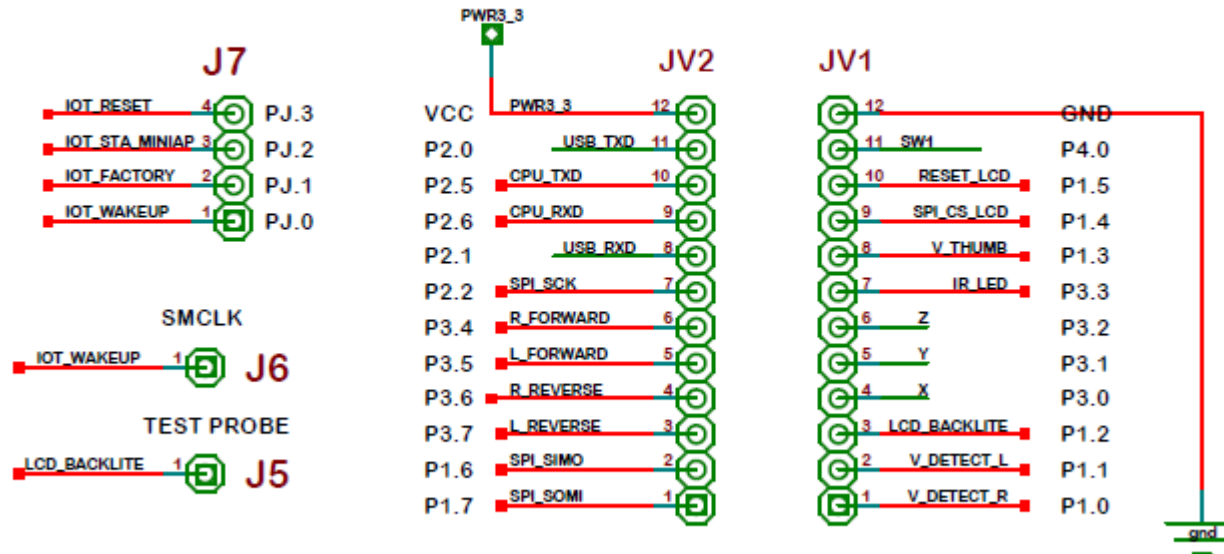 PWR3_3
J7
IOT_RESET 4 PJ.3
IOT_STA_MINIAP 3 PJ.2
IOT_FACTORY 2 PJ.1
IOT_WAKEUP 1 PJ.0
SMCLK
IOT_WAKEUP 1 J6
TEST PROBE
LCD_BACKLITE 1 J5
JV2
VCC PWR3_3 12
P2.0 USB_TXD 11
P2.5 CPU_TXD 10
P2.6 CPU_RXD 9
P2.1 USB_RXD 8
P2.2 SPI_SCK 7
P3.4 R_FORWARD 6
P3.5 L_FORWARD 5
P3.6 R_REVERSE 4
P3.7 L_REVERSE 3
P1.6 SPI_SIMO 2
P1.7 SPI_SOMI 1
JV1
12 GND
11 SW1 P4.0
10 RESET_LCD P1.5
9 SPI_CS_LCD P1.4
8 V_THUMB P1.3
7 IR_LED P3.3
6 Z P3.2
5 Y P3.1
4 X P3.0
3 LCD_BACKLITE P1.2
2 V_DETECT_L P1.1
1 V_DETECT_R P1.0
gnd